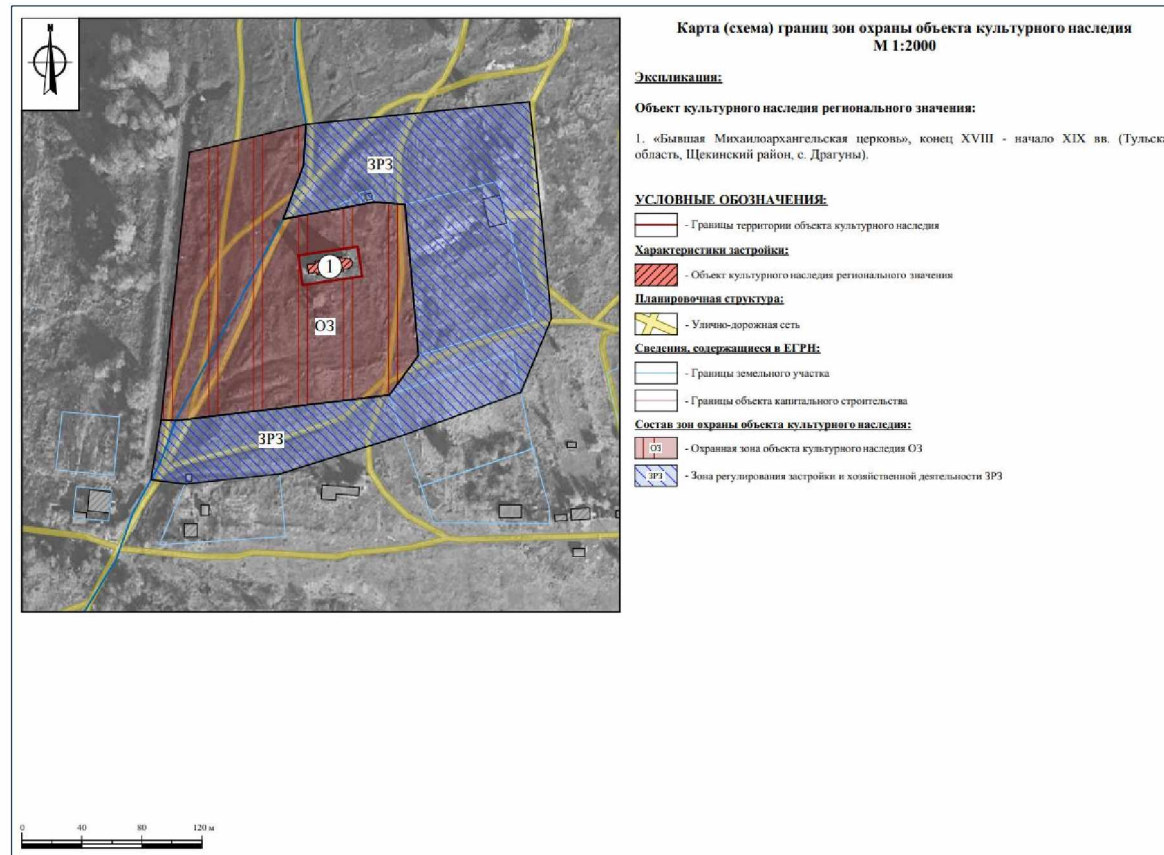 Карта (схема) границ зон охраны объекта культурного наследия
М 1:2000
Экспликация:
Объект культурного наследия регионального значения:
1. «Бывшая Михаилоархангельская церковь», конец XVIII - начало XIX вв. (Тульска
область, Щекинский район, с. Драгуны).
УСЛОВНЫЕ ОБОЗНАЧЕНИЯ:
- Границы территории объекта культурного наследия
Характеристики застройки:
- Объект культурного наследия регионального значения
Планировочная структура:
- Улично-дорожная сеть
Сведения, содержащиеся в ЕГРН:
- Границы земельного участка
- Границы объекта капитального строительства
Состав зон охраны объекта культурного наследия:
ОЗ - Охранная зона объекта культурного наследия ОЗ
ЗРЗ - Зона регулирования застройки и хозяйственной деятельности ЗРЗ
ЗРЗ
1
ОЗ
ЗРЗ
0 40 80 120 м